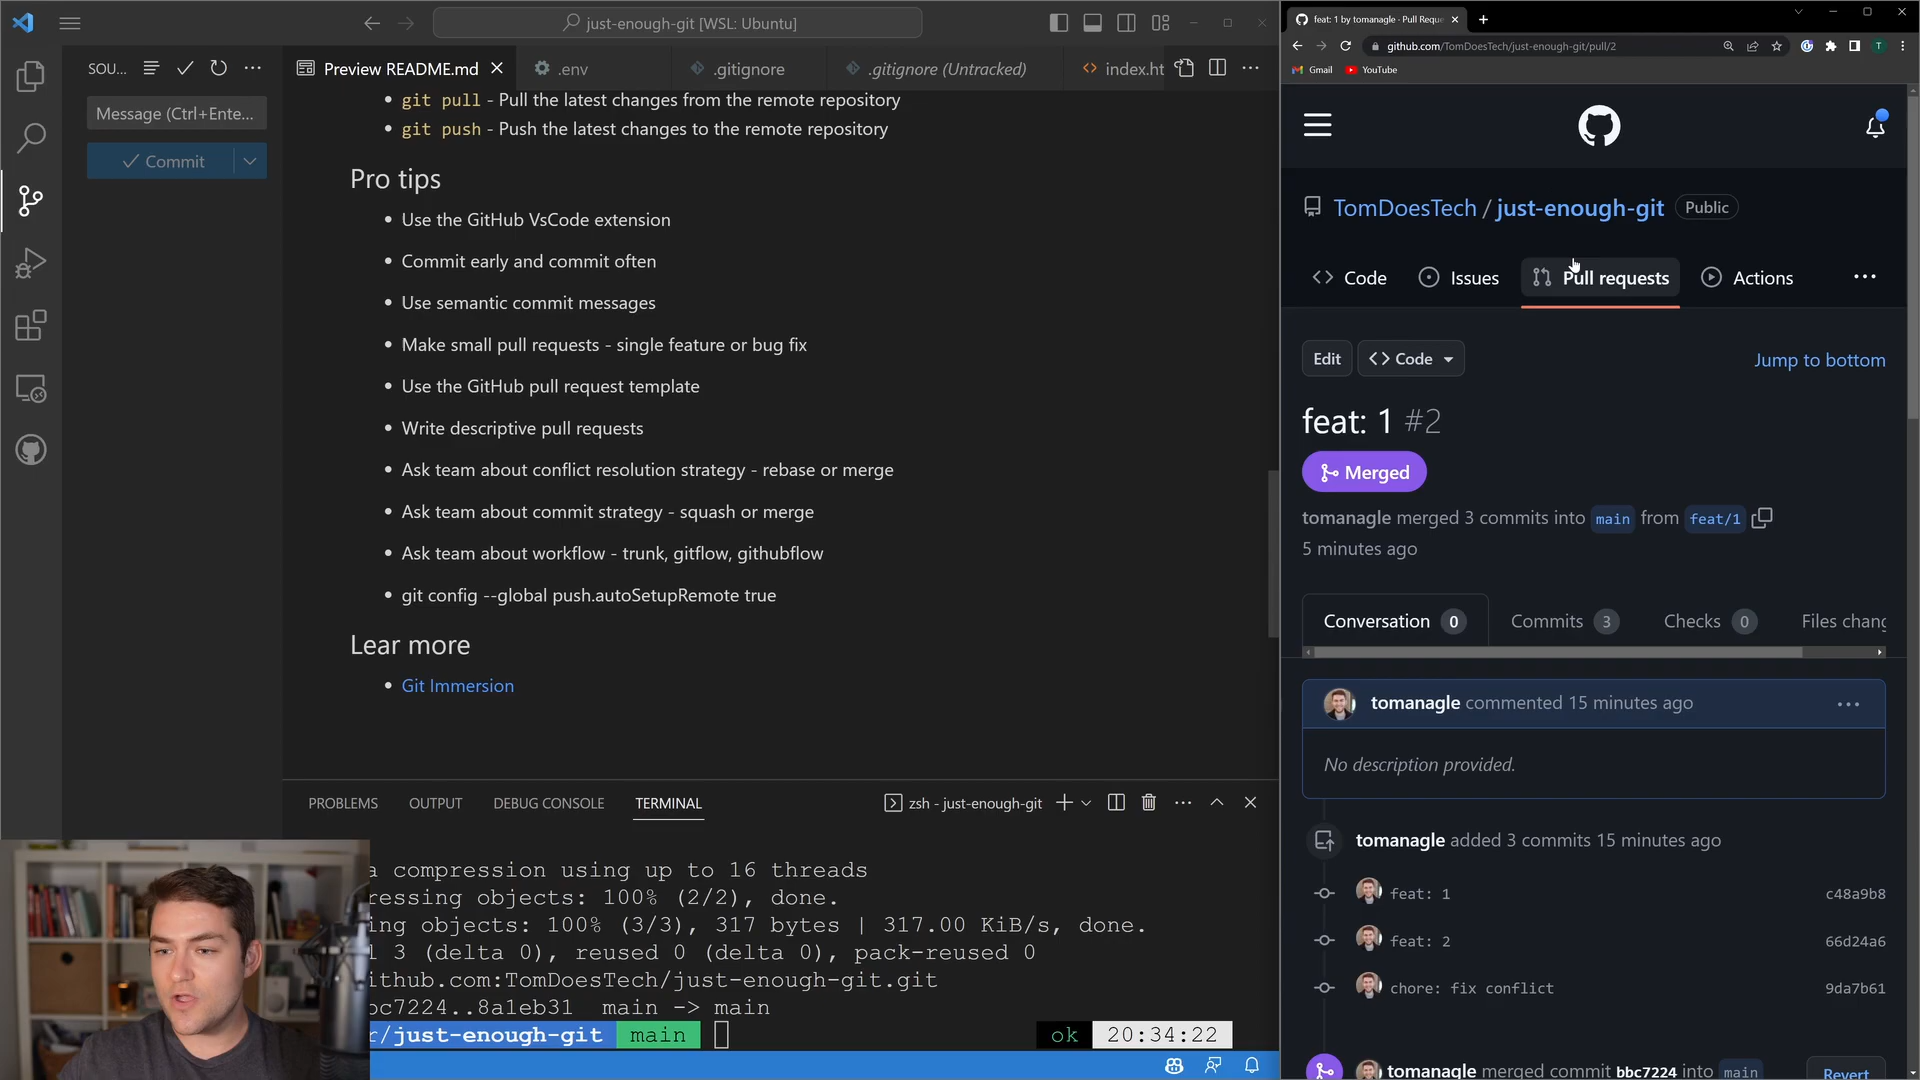 just-enough-git [WSL: Ubuntu]
SOU...
Preview README.md
.env
.gitignore
.gitignore (Untracked)
index.ht
Message (Ctrl+Ente...
Commit
git pull - Pull the latest changes from the remote repository
git push - Push the latest changes to the remote repository
Pro tips
Use the GitHub VsCode extension
Commit early and commit often
Use semantic commit messages
Make small pull requests - single feature or bug fix
Use the GitHub pull request template
Write descriptive pull requests
Ask team about conflict resolution strategy - rebase or merge
Ask team about commit strategy - squash or merge
Ask team about workflow - trunk, gitflow, githubflow
git config --global push.autoSetupRemote true
Lear more
Git Immersion
PROBLEMS OUTPUT DEBUG CONSOLE TERMINAL
zsh - just-enough-git
a compression using up to 16 threads
ressing objects: 100% (2/2), done.
ing objects: 100% (3/3), 317 bytes | 317.00 KiB/s, done.
l 3 (delta 0), reused 0 (delta 0), pack-reused 0
ithub.com:TomDoesTech/just-enough-git.git
bc7224..8a1eb31 main -> main
r/just-enough-git main
ok 20:34:22
feat: 1 by tomanagle · Pull Reque
github.com/TomDoesTech/just-enough-git/pull/2
T
Gmail YouTube
TomDoesTech / just-enough-git Public
Code Issues Pull requests Actions
Edit Code Jump to bottom
feat: 1 #2
Merged
tomanagle merged 3 commits into main from feat/1
5 minutes ago
Conversation 0 Commits 3 Checks 0 Files chang
tomanagle commented 15 minutes ago
No description provided.
tomanagle added 3 commits 15 minutes ago
feat: 1 c48a9b8
feat: 2 66d24a6
chore: fix conflict 9da7b61
tomanagle merged commit bbc7224 into main
Revert